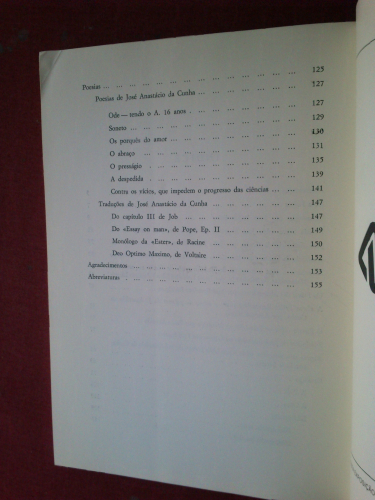 Poesias ... 125
Poesias de José Anastácio da Cunha ... 127
Ode — tendo o A. 16 anos ... 127
Soneto ... 129
Os porquês do amor ... 130
O abraço ... 131
O presságio ... 135
A despedida ... 139
Contra os vícios, que impedem o progresso das ciências ... 141
Traduções de José Anastácio da Cunha ... 147
Do capítulo III de Job ... 147
Do «Essay on man», de Pope, Ep. II ... 149
Monólogo da «Ester», de Racine ... 150
Deo Optimo Maximo, de Voltaire ... 152
Agradecimentos ... 153
Abreviaturas ... 155